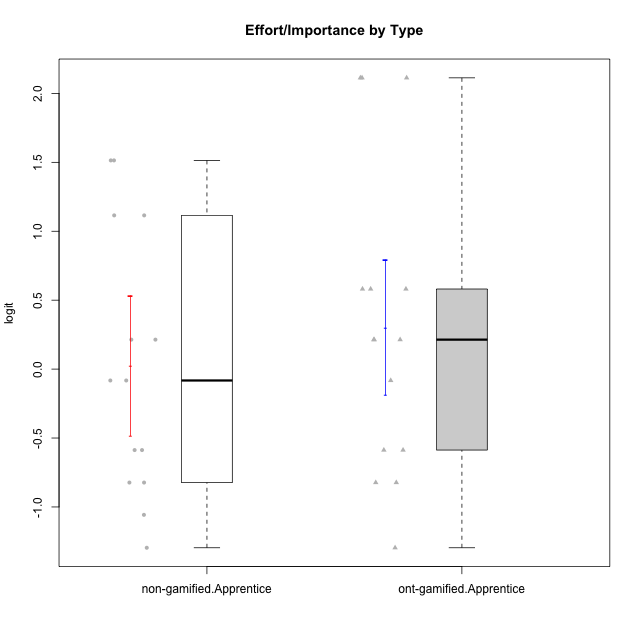 Effort/Importance by Type
logit
2.0
1.5
1.0
0.5
0.0
-0.5
-1.0
non-gamified.Apprentice
ont-gamified.Apprentice